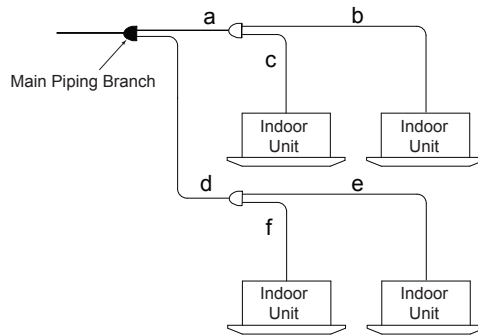 a
b
Main Piping Branch
c
Indoor
Unit
Indoor
Unit
d
e
f
Indoor
Unit
Indoor
Unit